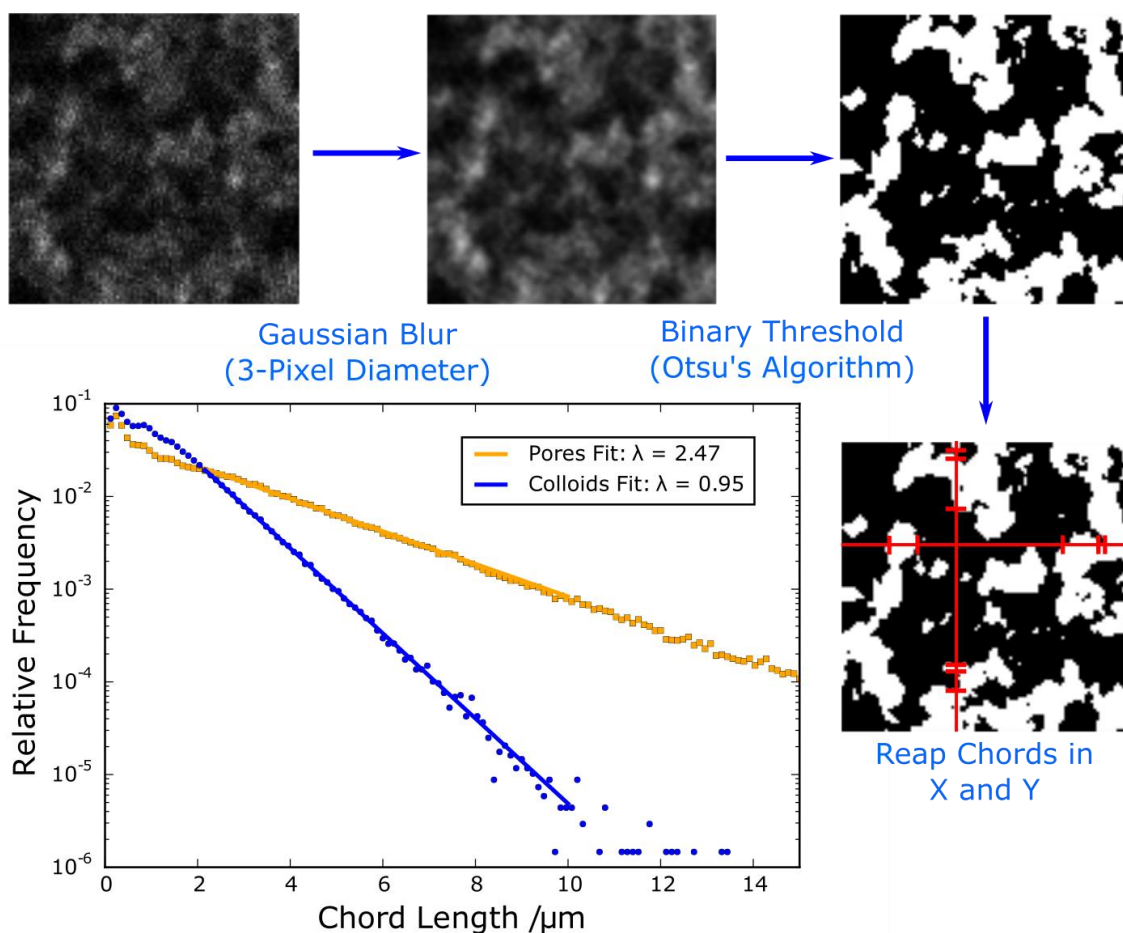 Gaussian Blur
(3-Pixel Diameter)
Binary Threshold
(Otsu's Algorithm)
10^-1
10^-2
10^-3
10^-4
10^-5
10^-6
Relative Frequency
Pores Fit: λ = 2.47
Colloids Fit: λ = 0.95
0
2
4
6
8
10
12
14
Chord Length /μm
Reap Chords in
X and Y